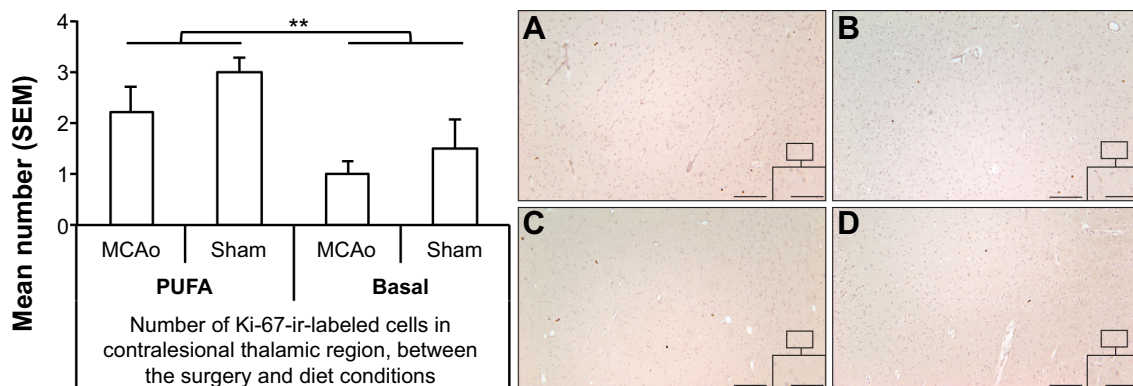 Mean number (SEM)
4
3
2
1
0
**
MCAo Sham MCAo Sham
PUFA Basal
Number of Ki-67-ir-labeled cells in
contralesional thalamic region, between
the surgery and diet conditions
A
B
C
D